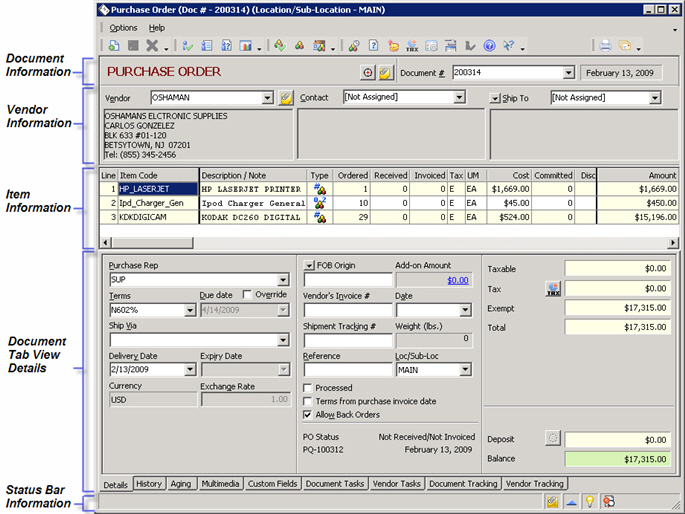 Purchase Order (Doc # - 200314) (Location/Sub-Location - MAIN)
Options Help
Document Information
PURCHASE ORDER
Document # 200314 February 13, 2009
Vendor Information
Vendor OSHAMAN Contact [Not Assigned] Ship To [Not Assigned]
OSHAMANS ELCTRONIC SUPPLIES
CARLOS GONZELEZ
BLK 633 #01-120
BETSYTOWN, NJ 07201
Tel: (855) 345-2456
Item Information
Line Item Code Description / Note Type Ordered Received Invoiced Tax UM Cost Committed Disc Amount
1 HP_LASERJET HP LASERJET PRINTER 1 0 0 E EA $1,669.00 0 $1,669.00
2 Ipd_Charger_Gen Ipod Charger General 10 0 0 E EA $45.00 0 $450.00
3 KDKDIGICAM KODAK DC260 DIGITAL 29 0 0 E EA $524.00 0 $15,196.00
Document Tab View Details
Purchase Rep FOB Origin Add-on Amount Taxable $0.00
SUP $0.00
Tax TAX $0.00
Terms Due date Override Vendor's Invoice # Date
N602% 4/14/2009 Exempt $17,315.00
Ship Via Shipment Tracking # Weight (lbs.) Total $17,315.00
0
Delivery Date Expiry Date Reference Loc/Sub-Loc
2/13/2009 MAIN
Currency Exchange Rate Processed
USD 1.00 Terms from purchase invoice date
Allow Back Orders
PO Status Not Received/Not Invoiced Deposit $0.00
PQ-100312 February 13, 2009 Balance $17,315.00
Details History Aging Multimedia Custom Fields Document Tasks Vendor Tasks Document Tracking Vendor Tracking
Status Bar Information